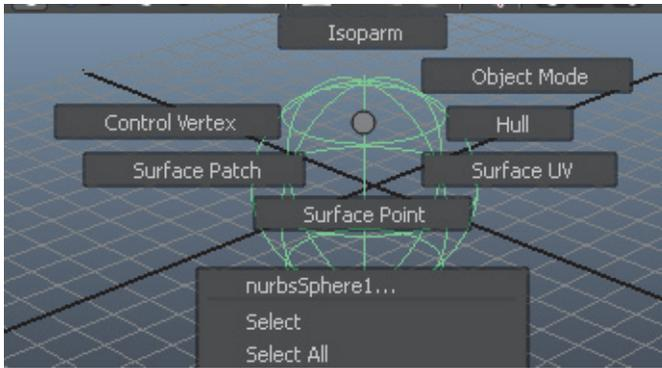 Isoparm
Object Mode
Control Vertex
Hull
Surface Patch
Surface UV
Surface Point
nurbsSphere1...
Select
Select All